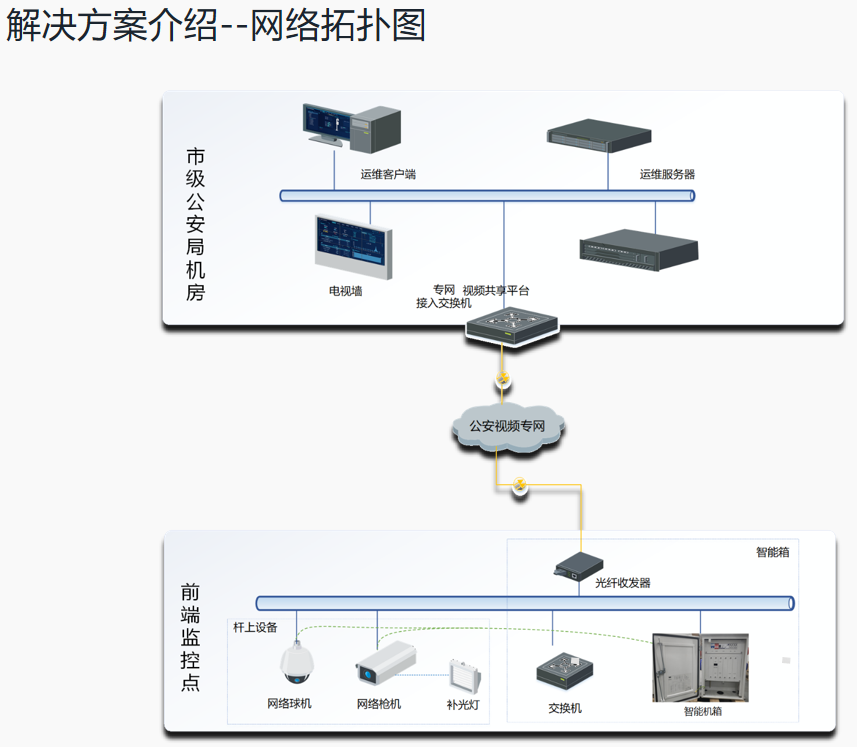 解决方案介绍--网络拓扑图
市级公安局机房
运维客户端
运维服务器
电视墙
专网 视频共享平台
接入交换机
公安视频专网
前端监控点
智能箱
光纤收发器
杆上设备
网络球机
网络枪机
补光灯
交换机
智能机箱